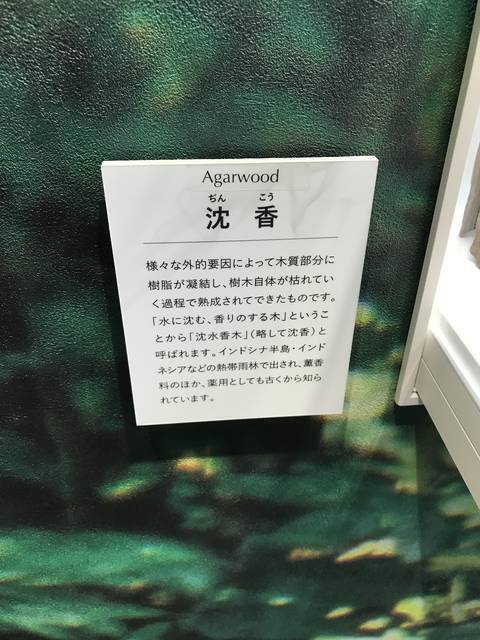 Agarwood
ぢん こう
沈 香
様々な外的要因によって木質部分に
樹脂が凝結し、樹木自体が枯れてい
く過程で熟成されてできたものです。
「水に沈む、香りのする木」というこ
とから「沈水香木」(略して沈香)と
呼ばれます。インドシナ半島・インド
ネシアなどの熱帯雨林で出され、薫香
料のほか、薬用としても古くから知ら
れています。